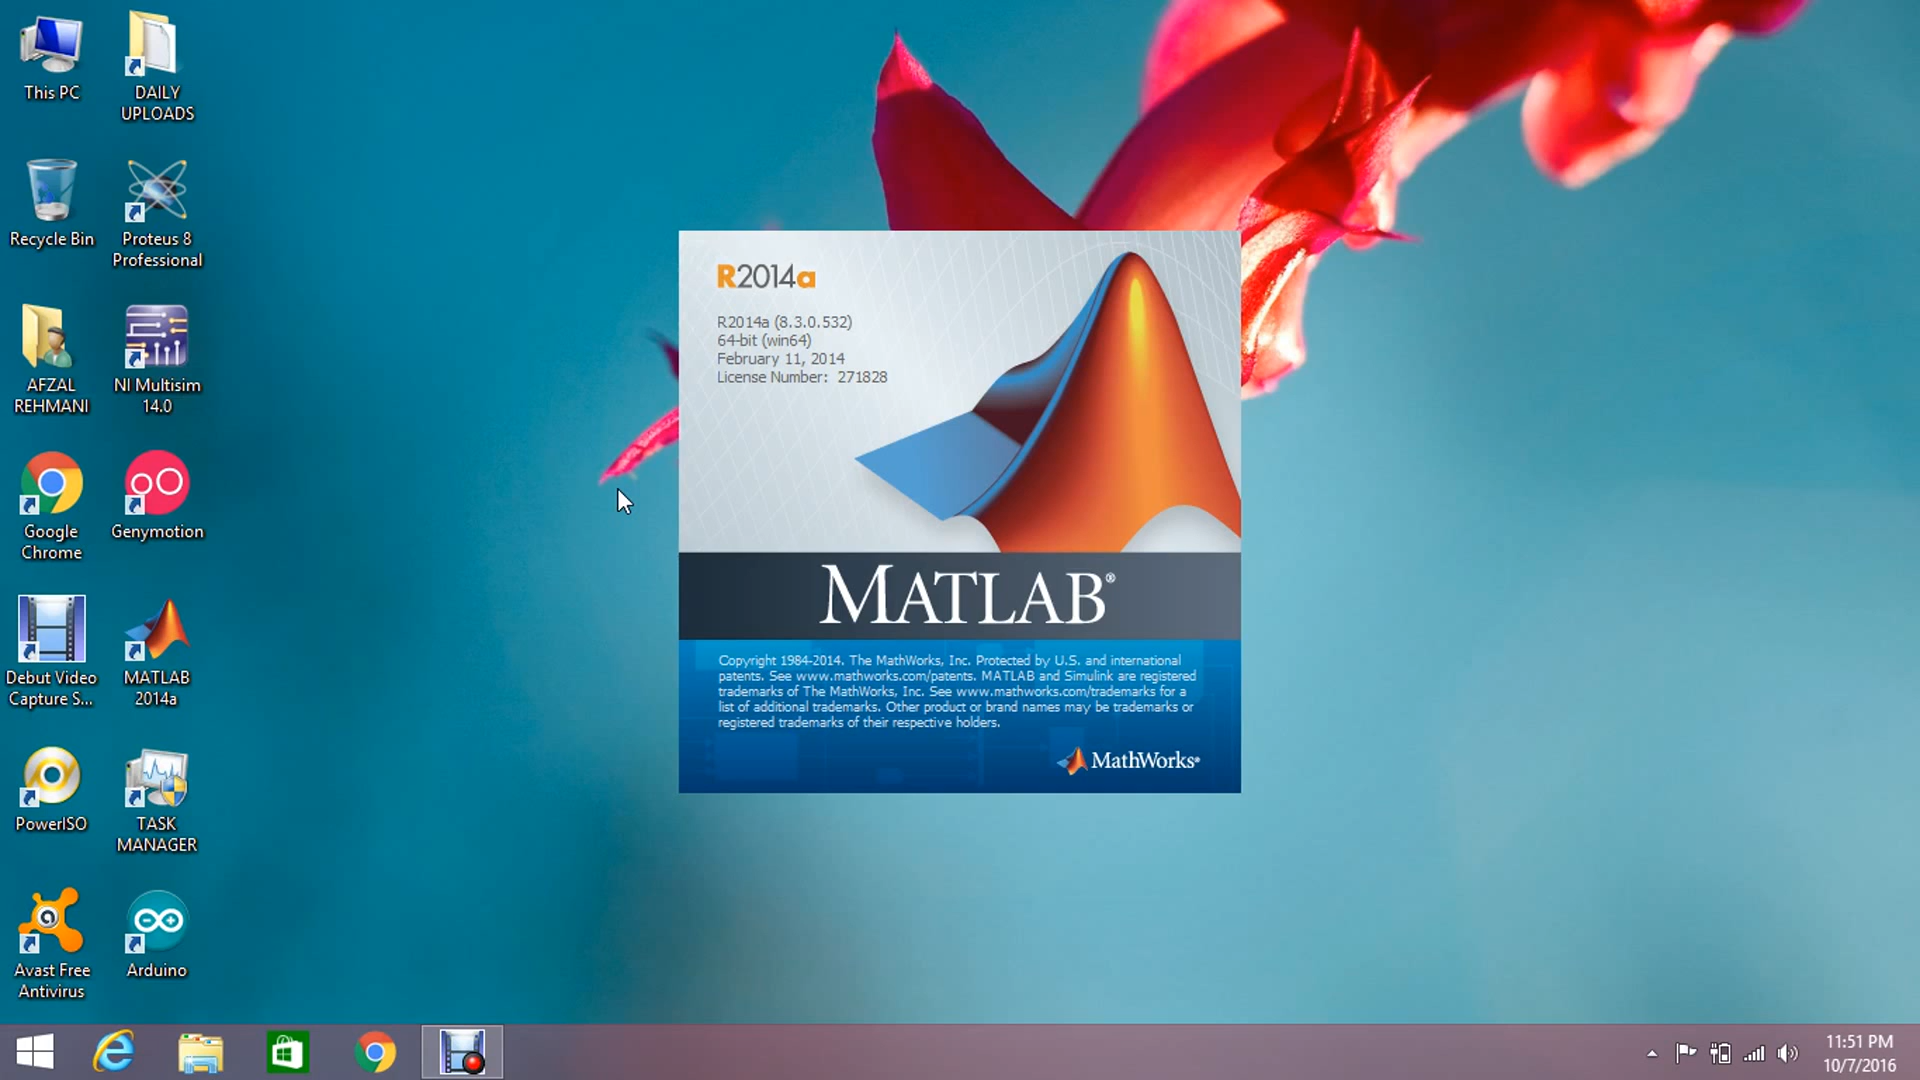 This PC
DAILY
UPLOADS
Recycle Bin
Proteus 8
Professional
AFZAL
REHMANI
NI Multisim
14.0
Google
Chrome
Genymotion
Debut Video
Capture S...
MATLAB
2014a
PowerISO
TASK
MANAGER
Avast Free
Antivirus
Arduino
R2014a
R2014a (8.3.0.532)
64-bit (win64)
February 11, 2014
License Number: 271828
MATLAB®
Copyright 1984-2014. The MathWorks, Inc. Protected by U.S. and international
patents. See www.mathworks.com/patents. MATLAB and Simulink are registered
trademarks of The MathWorks, Inc. See www.mathworks.com/trademarks for a
list of additional trademarks. Other product or brand names may be trademarks or
registered trademarks of their respective holders.
MathWorks®
11:51 PM
10/7/2016